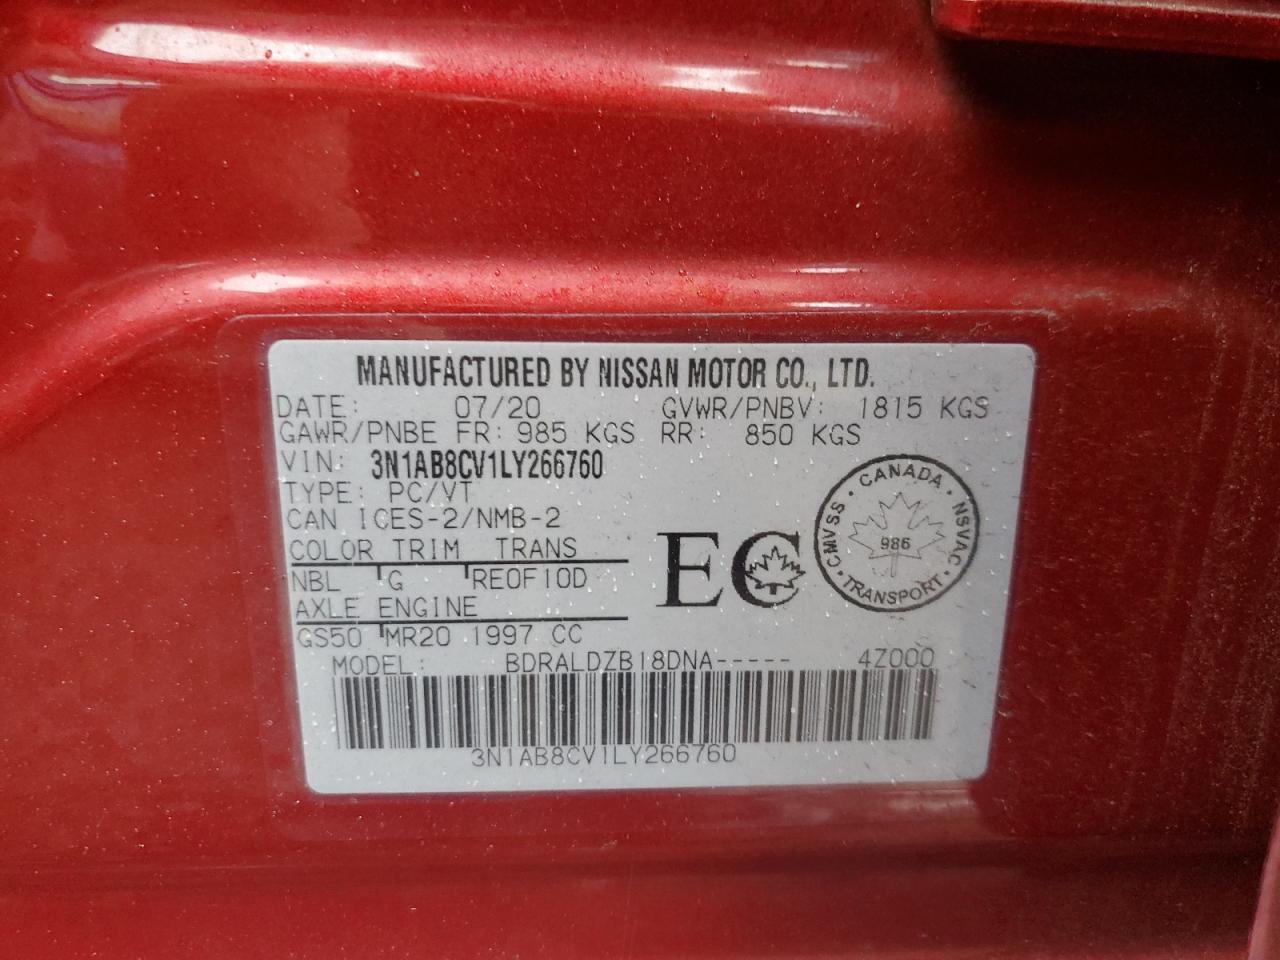 MANUFACTURED BY NISSAN MOTOR CO., LTD.
DATE: 07/20 GVWR/PNBV: 1815 KGS
GAWR/PNBE FR: 985 KGS RR: 850 KGS
VIN: 3N1AB8CV1LY266760
TYPE: PC/VT
CAN ICES-2/NMB-2
COLOR TRIM TRANS
NBL G RE0F10D
AXLE ENGINE
GS50 MR20 1997 CC
MODEL: BDRALDZB18DNA----- 4Z000
3N1AB8CV1LY266760
EC
CMVSS · CANADA · NSVAC · TRANSPORT ·
986